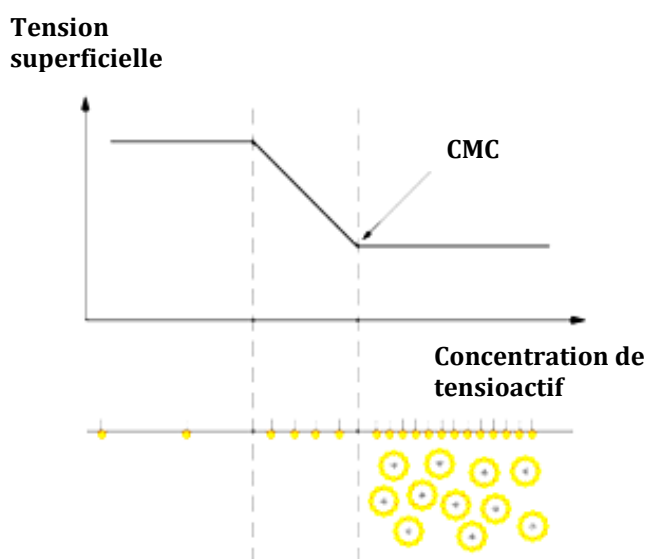 Tension
superficielle
CMC
Concentration de
tensioactif